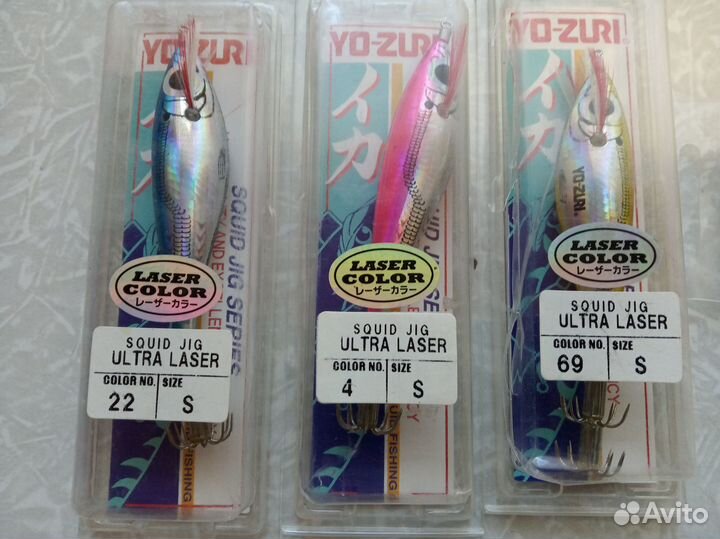 YO-ZURI
イカ
SQUID JIG SERIES
LASER
COLOR
レーザーカラー
SQUID JIG
ULTRA LASER
COLOR NO. SIZE
22 S
FISHING
YO-ZURI
イカ
LASER
COLOR
レーザーカラー
SQUID JIG
ULTRA LASER
COLOR NO. SIZE
4 S
FISHING
YO-ZURI®
YO-ZURI
LASER
COLOR
レーザーカラー
SQUID JIG
ULTRA LASER
COLOR NO. SIZE
69 S
Avito